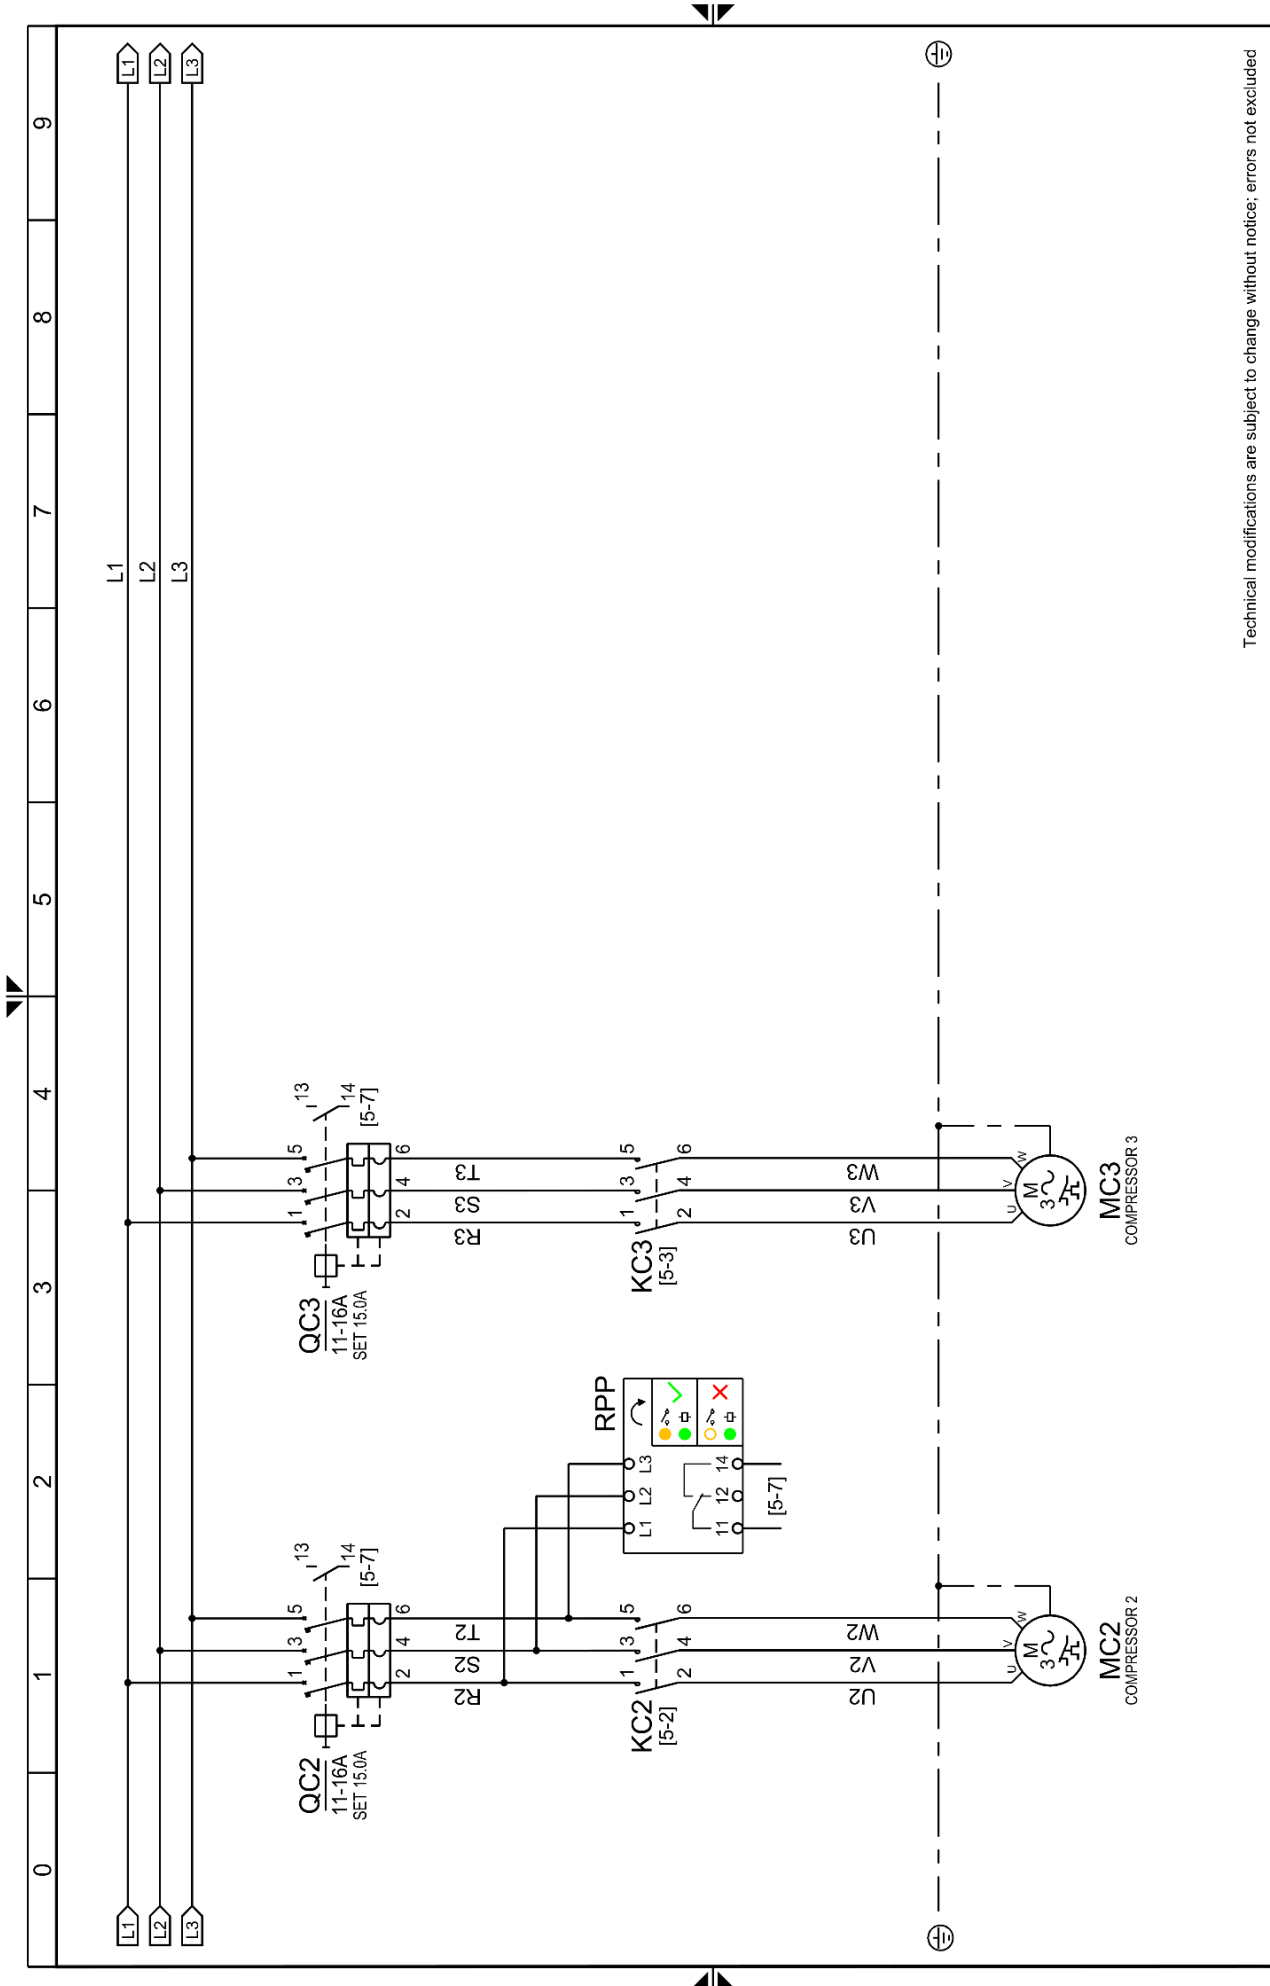 0 1 2 3 4 5 6 7 8 9
L1 L1 L1
L2 L2 L2
L3 L3 L3
QC2
11-16A
SET 15.0A
1 3 5 13
14
[5-7]
2 4 6
R2 S2 T2
QC3
11-16A
SET 15.0A
1 3 5 13
14
[5-7]
2 4 6
R3 S3 T3
RPP
L1 L2 L3
11 12 14
[5-7]
KC2
[5-2]
1 3 5
2 4 6
U2 V2 W2
KC3
[5-3]
1 3 5
2 4 6
U3 V3 W3
U V W
M
3
MC2
COMPRESSOR 2
U V W
M
3
MC3
COMPRESSOR 3
Technical modifications are subject to change without notice; errors not excluded